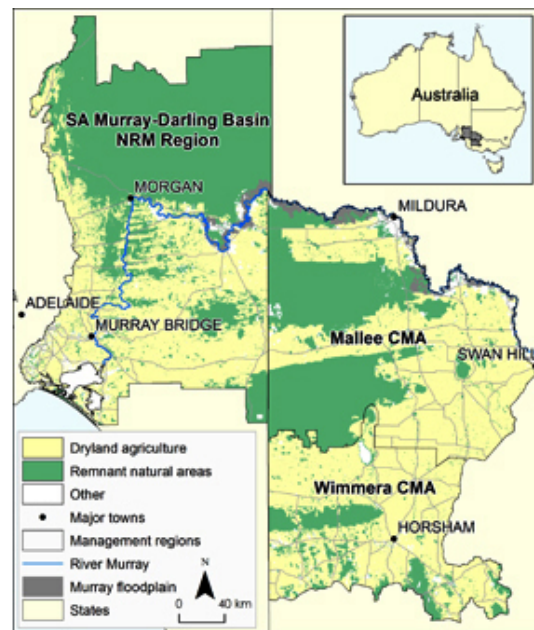 Australia
SA Murray-Darling Basin
NRM Region
MORGAN
MILDURA
ADELAIDE
MURRAY BRIDGE
Mallee CMA
SWAN HILL
Wimmera CMA
HORSHAM
Dryland agriculture
Remnant natural areas
Other
Major towns
Management regions
River Murray
Murray floodplain
States
N
0
40 km